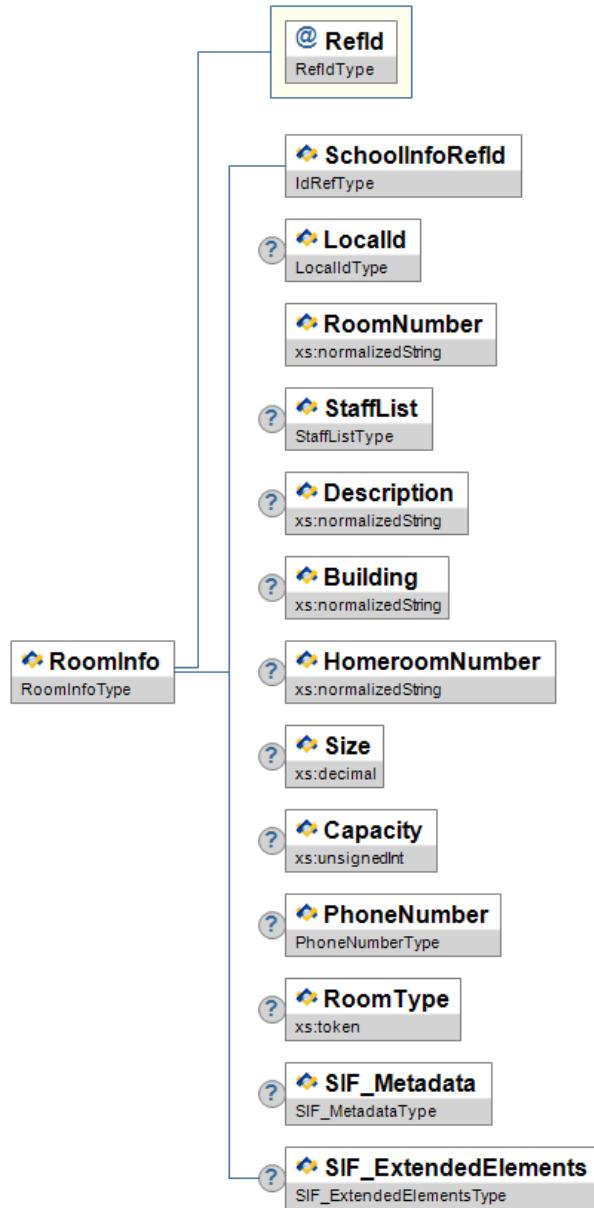 @ RefId
RefIdType
SchoolInfoRefId
IdRefType
? LocalId
LocalIdType
RoomNumber
xs:normalizedString
? StaffList
StaffListType
? Description
xs:normalizedString
? Building
xs:normalizedString
RoomInfo
RoomInfoType
? HomeroomNumber
xs:normalizedString
? Size
xs:decimal
? Capacity
xs:unsignedInt
? PhoneNumber
PhoneNumberType
? RoomType
xs:token
? SIF_Metadata
SIF_MetadataType
? SIF_ExtendedElements
SIF_ExtendedElementsType